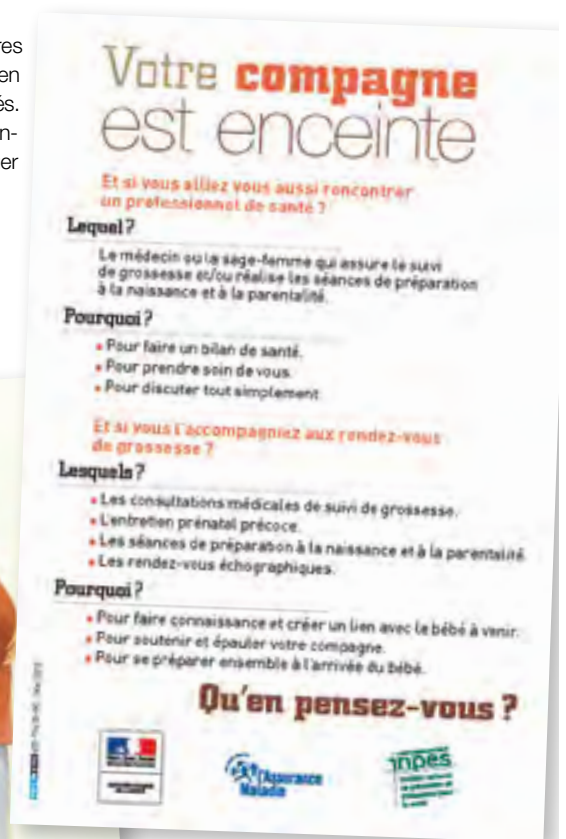 res
en
és.
n-
er
Votre compagne
est enceinte
Et si vous alliez vous aussi rencontrer
un professionnel de santé ?
Lequel ?
Le médecin ou la sage-femme qui assure le suivi
de grossesse et/ou réalise les séances de préparation
à la naissance et à la parentalité.
Pourquoi ?
• Pour faire un bilan de santé.
• Pour prendre soin de vous.
• Pour discuter tout simplement
Et si vous l'accompagniez aux rendez-vous
de grossesse ?
Lesquels ?
• Les consultations médicales de suivi de grossesse.
• L'entretien prénatal précoce.
• Les séances de préparation à la naissance et à la parentalité
• Les rendez-vous échographiques.
Pourquoi ?
• Pour faire connaissance et créer un lien avec le bébé à venir.
• Pour soutenir et épauler votre compagne.
• Pour se préparer ensemble à l'arrivée du bébé.
Qu'en pensez-vous ?
l'Assurance
Maladie
inpes